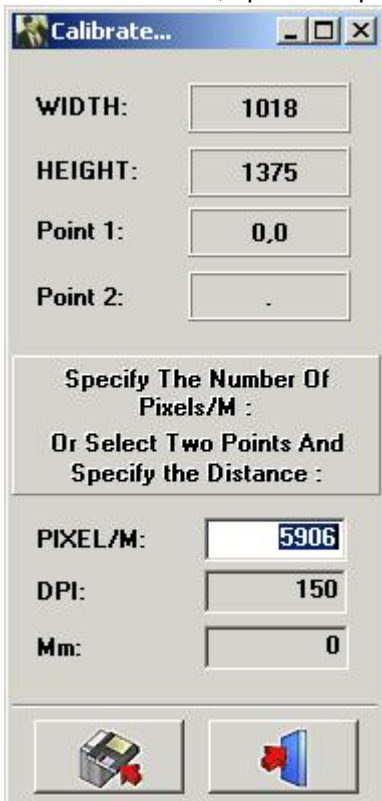 Calibrate...
WIDTH: 1018
HEIGHT: 1375
Point 1: 0,0
Point 2: .
Specify The Number Of
Pixels/M :
Or Select Two Points And
Specify the Distance :
PIXEL/M: 5906
DPI: 150
Mm: 0